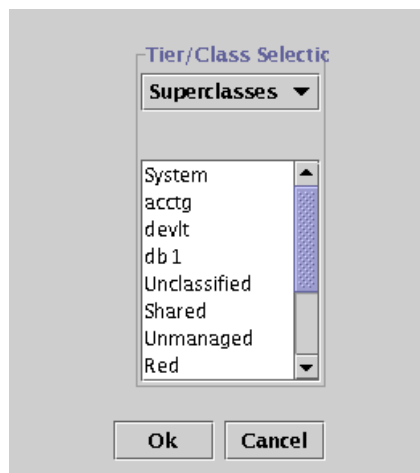 Tier/Class Selectic
Superclasses
System
acctg
devlt
db1
Unclassified
Shared
Unmanaged
Red
Ok
Cancel